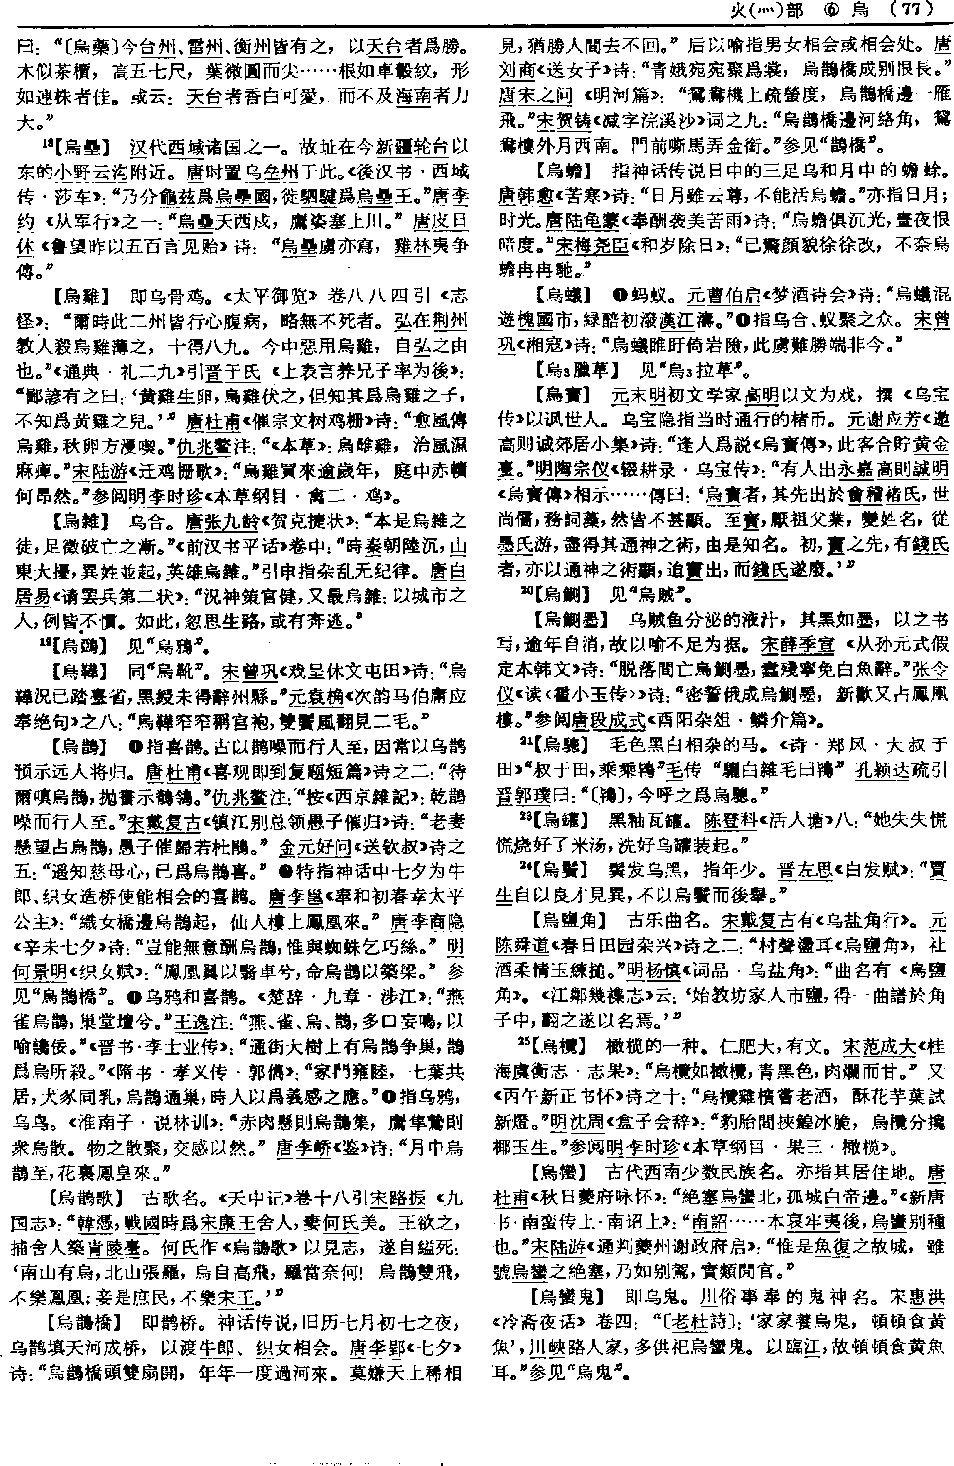 火(灬)部 ⑥ 烏 (77)
曰：“〔烏藥〕今台州、雷州、衡州皆有之，以天台者爲勝。
木似茶櫝，高五七尺，葉微圓而尖……根如車轂紋，形
如連株者佳。或云：天台者香白可愛，而不及海南者力
大。”
18【烏壘】 汉代西域诸国之一。故址在今新疆轮台以
东的小野云沟附近。唐时置乌垒州于此。《後汉书·西域
传·莎车》：“乃分龜兹爲烏壘國，徙駟鞬爲烏壘王。”唐李
约《从军行》之一：“烏壘天西戍，鷹姿塞上川。”唐皮日
休《鲁望昨以五百言见贻》诗：“烏壘虜亦寫，雞林夷争
傳。”
【烏雞】 即乌骨鸡。《太平御览》卷八八四引《志
怪》：“爾時此二州皆行心腹病，略無不死者。弘在荆州
教人殺烏雞薄之，十得八九。今中惡用烏雞，自弘之由
也。”《通典·礼二九》引晋于氏《上表言养兄子率为後》：
“鄙諺有之曰：‘黄雞生卵，烏雞伏之，但知其爲烏雞之子，
不知爲黄雞之兒。’”唐杜甫《催宗文树鸡栅》诗：“愈風傳
烏雞，秋卵方漫喫。”仇兆鳌注：“《本草》：烏雌雞，治風濕
麻痺。”宋陆游《迁鸡栅歌》：“烏雞買來逾歲年，庭中赤幘
何昂然。”参阅明李时珍《本草纲目·禽二·鸡》。
【烏雜】 乌合。唐张九龄《贺克捷状》：“本是烏雜之
徒，足徵破亡之漸。”《前汉书平话》卷中：“時秦朝陸沉，山
東大擾，異姓並起，英雄烏雜。”引申指杂乱无纪律。唐白
居易《请罢兵第二状》：“况神策官健，又最烏雜：以城市之
人，例皆不慣。如此，忽思生路，或有奔逃。”
19【烏鵶】 见“烏鴉”。
【烏鞾】 同“烏靴”。宋曾巩《戏呈休文屯田》诗：“烏
鞾況已踏臺省，黑綬未得辭州縣。”元袁桷《次韵马伯庸应
奉绝句》之八：“烏鞾窄窄稱宫袍，雙鬢風翻見二毛。”
【烏鹊】 ❶指喜鹊。古以鹊噪而行人至，因常以乌鹊
预示远人将归。唐杜甫《喜观即到复题短篇》诗之二：“待
爾嗔烏鵲，抛書示鶺鴒。”仇兆鳌注：“按《西京雜記》：乾鵲
噪而行人至。”宋戴复古《镇江别总领愚子催归》诗：“老妻
懸望占烏鵲，愚子催歸若杜鵑。”金元好问《送钦叔》诗之
五：“遥知慈母心，已爲烏鵲喜。”❷特指神话中七夕为牛
郎、织女造桥使能相会的喜鹊。唐李邕《奉和初春幸太平
公主》：“織女橋邊烏鵲起，仙人樓上鳳凰來。”唐李商隐
《辛未七夕》诗：“豈能無意酬烏鵲，惟與蜘蛛乞巧絲。”明
何景明《织女赋》：“鳳凰翼以翳車兮，命烏鵲以築梁。”参
见“烏鹊橋”。❸乌鸦和喜鹊。《楚辞·九章·涉江》：“燕
雀烏鵲，巢堂壇兮。”王逸注：“燕、雀、烏、鵲，多口妄鳴，以
喻讒佞。”《晋书·李士业传》：“通街大樹上有烏鵲争巢，鵲
爲烏所殺。”《隋书·孝义传·郭儁》：“家門雍睦，七葉共
居，犬豕同乳，烏鵲通巢，時人以爲義感之應。”❹指乌鸦，
乌鸟。《淮南子·说林训》：“赤肉懸則烏鵲集，鷹隼鷙則
衆烏散。物之散聚，交感以然。”唐李峤《鉴》诗：“月中烏
鵲至，花裏鳳皇來。”
【烏鹊歌】 古歌名。《天中记》卷十八引宋路振《九
国志》：“韓憑，戰國時爲宋康王舍人，妻何氏美。王欲之，
捕舍人築青陵臺。何氏作《烏鵲歌》以見志，遂自縊死：
‘南山有烏，北山張羅，烏自高飛，羅當奈何！烏鵲雙飛，
不樂鳳凰；妾是庶民，不樂宋王。’”
【烏鹊橋】 即鹊桥。神话传说，旧历七月初七之夜，
乌鹊填天河成桥，以渡牛郎、织女相会。唐李郢《七夕》
诗：“烏鵲橋頭雙扇開，年年一度過河來。莫嫌天上稀相
見，猶勝人間去不回。”后以喻指男女相会或相会处。唐
刘商《送女子》诗：“青娥宛宛聚爲裳，烏鵲橋成别恨長。”
唐宋之问《明河篇》：“鴛鴦機上疏螢度，烏鵲橋邊一雁
飛。”宋贺铸《减字浣溪沙》词之九：“烏鵲橋邊河絡角，鴛
鴦樓外月西南。門前嘶馬弄金銜。”参见“鵲橋”。
【烏蟾】 指神话传说日中的三足乌和月中的蟾蜍。
唐韩愈《苦寒》诗：“日月雖云尊，不能活烏蟾。”亦指日月；
时光。唐陆龟蒙《奉酬袭美苦雨》诗：“烏蟾俱沉光，晝夜恨
暗度。”宋梅尧臣《和岁除日》：“已驚顔貌徐徐改，不奈烏
蟾冉冉馳。”
【烏蟻】 ❶蚂蚁。元曹伯启《梦酒诗会》诗：“烏蟻混
遊槐國市，緑醅初潑漢江濤。”❷指乌合、蚁聚之众。宋曾
巩《湘寇》诗：“烏蟻睢盱倚岩險，此虜難勝端非今。”
【烏3臘草】 见“烏3拉草”。
【烏寶】 元末明初文学家高明以文为戏，撰《乌宝
传》以讽世人。乌宝隐指当时通行的楮币。元谢应芳《邀
高则诚郊居小集》诗：“逢人爲説《烏寶傳》，此客合貯黄金
臺。”明陶宗仪《辍耕录·乌宝传》：“有人出永嘉高則誠明
《烏寶傳》相示……傳曰：‘烏寶者，其先出於會稽褚氏，世
尚儒，務詞藻，然皆不甚顯。至寶，厭祖父業，變姓名，從
墨氏游，盡得其通神之術，由是知名。初，寶之先，有錢氏
者，亦以通神之術顯，迨寶出，而錢氏遂廢。’”
20【烏鰂】 见“烏贼”。
【烏鰂墨】 乌贼鱼分泌的液汁，其黑如墨，以之书
写，逾年自消，故以喻不足为据。宋薛季宣《从孙元式假
定本韩文》诗：“脱落間亡烏鰂墨，蠹殘寧免白魚辭。”张令
仪《读〈霍小玉传〉》诗：“密誓俄成烏鰂墨，新歡又占鳳凰
樓。”参阅唐段成式《酉阳杂俎·鳞介篇》。
21【烏騘】 毛色黑白相杂的马。《诗·郑风·大叔于
田》“叔于田，乘乘鸨”毛传“驪白雜毛曰鴇”孔颖达疏引
晋郭璞曰：“〔鴇〕，今呼之爲烏驄。”
23【烏罐】 黑釉瓦罐。陈登科《活人塘》八：“她失失慌
慌烧好了米汤，洗好乌罐装起。”
24【烏鬢】 鬓发乌黑，指年少。晋左思《白发赋》：“賈
生自以良才見異，不以烏鬢而後舉。”
【烏鹽角】 古乐曲名。宋戴复古有《乌盐角行》。元
陈舜道《春日田园杂兴》诗之二：“村聲盪耳《烏鹽角》，社
酒柔情玉練搥。”明杨慎《词品·乌盐角》：“曲名有《烏鹽
角》。《江鄰幾襍志》云：‘始教坊家人市鹽，得一曲譜於角
子中，翻之遂以名焉。’”
25【烏欖】 橄榄的一种。仁肥大，有文。宋范成大《桂
海虞衡志·志果》：“烏欖如橄欖，青黑色，肉爛而甘。”又
《丙午新正书怀》诗之十：“烏欖雞檳嘗老酒，酥花芋葉試
新燈。”明沈周《盒子会辞》：“豹胎間挾鰉冰脆，烏欖分攙
椰玉生。”参阅明李时珍《本草纲目·果三·橄榄》。
【烏蠻】 古代西南少数民族名。亦指其居住地。唐
杜甫《秋日夔府咏怀》：“絶塞烏蠻北，孤城白帝邊。”《新唐
书·南蛮传上·南诏上》：“南詔……本哀牢夷後，烏蠻别種
也。”宋陆游《通判夔州谢政府启》：“惟是魚復之故城，雖
號烏蠻之絶塞，乃如别駕，實類閒官。”
【烏蠻鬼】 即乌鬼。川俗事奉的鬼神名。宋惠洪
《冷斋夜话》卷四：“〔老杜詩〕：‘家家養烏鬼，頓頓食黄
魚’，川峽路人家，多供祀烏蠻鬼。以臨江，故頓頓食黄魚
耳。”参见“烏鬼”。